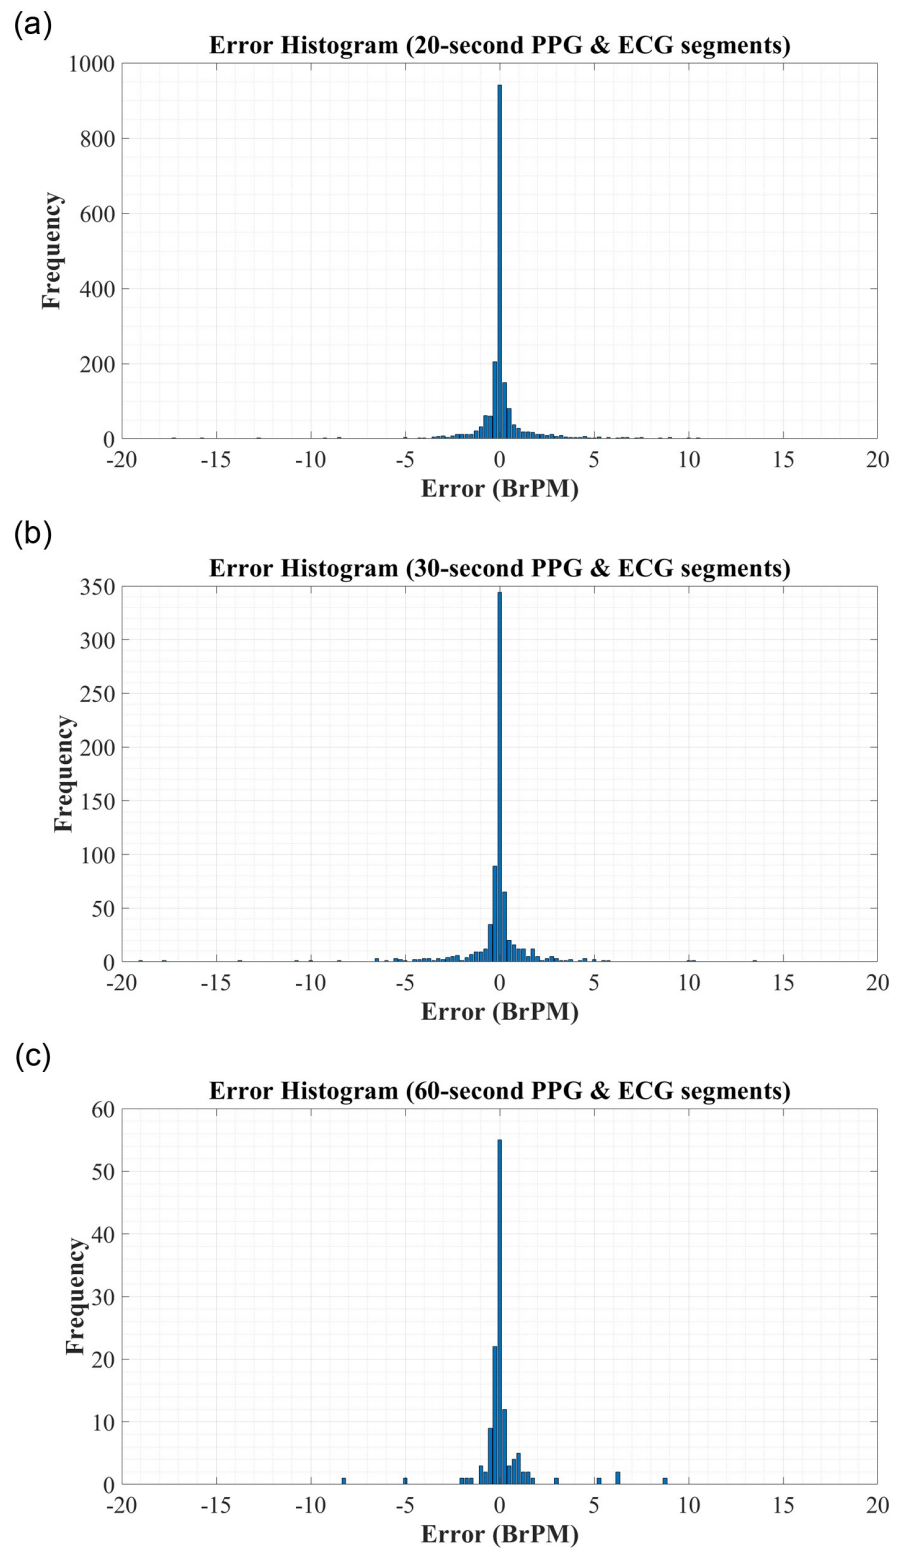 (a)
Error Histogram (20-second PPG & ECG segments)
1000
800
600
400
200
0
Frequency
-20 -15 -10 -5 0 5 10 15 20
Error (BrPM)
(b)
Error Histogram (30-second PPG & ECG segments)
350
300
250
200
150
100
50
0
Frequency
-20 -15 -10 -5 0 5 10 15 20
Error (BrPM)
(c)
Error Histogram (60-second PPG & ECG segments)
60
50
40
30
20
10
0
Frequency
-20 -15 -10 -5 0 5 10 15 20
Error (BrPM)